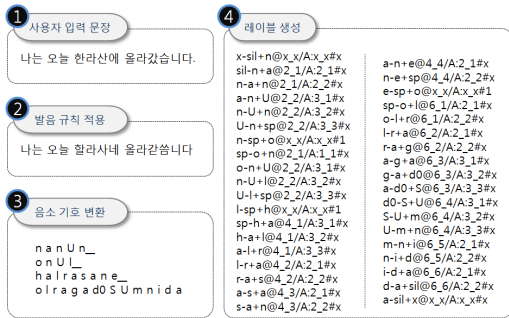 1 사용자 입력 문장
나는 오늘 한라산에 올라갔습니다.
2 발음 규칙 적용
나는 오늘 할라사네 올라갇씀니다
3 음소 기호 변환
n a n U n __
o n U l __
h a l r a s a n e __
o l r a g a d0 S U m n i d a
4 레이블 생성
x-sil+n@x_x/A:x_x#x
sil-n+a@2_1/A:2_1#x
n-a+n@2_1/A:2_2#x
a-n+U@2_2/A:3_1#x
n-U+n@2_2/A:3_2#x
U-n+sp@2_2/A:3_3#x
n-sp+o@x_x/A:x_x#1
sp-o+n@2_1/A:1_1#x
o-n+U@2_2/A:3_1#x
n-U+l@2_2/A:3_2#x
U-l+sp@2_2/A:3_3#x
l-sp+h@x_x/A:x_x#1
sp-h+a@4_1/A:3_1#x
h-a+l@4_1/A:3_2#x
a-l+r@4_1/A:3_3#x
l-r+a@4_2/A:2_1#x
r-a+s@4_2/A:2_2#x
a-s+a@4_3/A:2_1#x
s-a+n@4_3/A:2_2#x
a-n+e@4_4/A:2_1#x
n-e+sp@4_4/A:2_2#x
e-sp+o@x_x/A:x_x#1
sp-o+l@6_1/A:2_1#x
o-l+r@6_1/A:2_2#x
l-r+a@6_2/A:2_1#x
r-a+g@6_2/A:2_2#x
a-g+a@6_3/A:3_1#x
g-a+d0@6_3/A:3_2#x
a-d0+S@6_3/A:3_3#x
d0-S+U@6_4/A:3_1#x
S-U+m@6_4/A:3_2#x
U-m+n@6_4/A:3_3#x
m-n+i@6_5/A:2_1#x
n-i+d@6_5/A:2_2#x
i-d+a@6_6/A:2_1#x
d-a+sil@6_6/A:2_2#x
a-sil+x@x_x/A:x_x#x